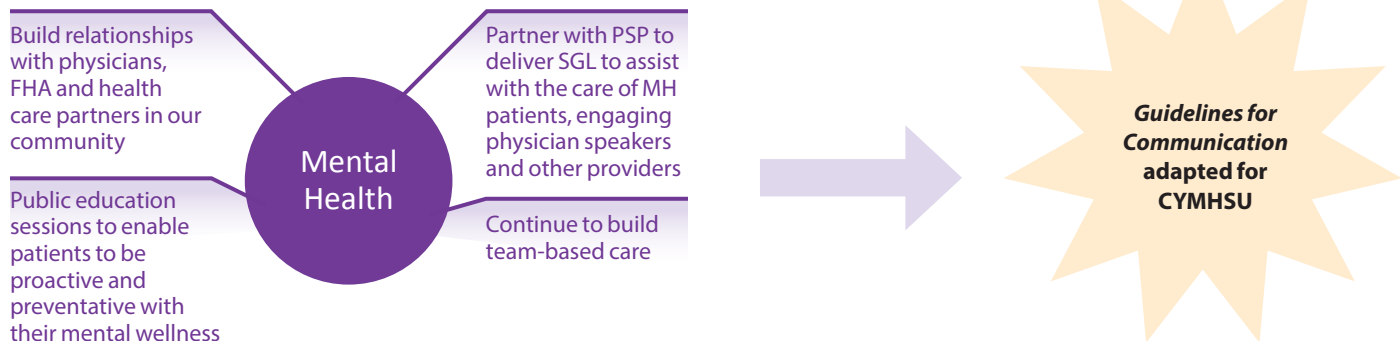 Build relationships
with physicians,
FHA and health
care partners in our
community
Public education
sessions to enable
patients to be
proactive and
preventative with
their mental wellness
Mental
Health
Partner with PSP to
deliver SGL to assist
with the care of MH
patients, engaging
physician speakers
and other providers
Continue to build
team-based care
Guidelines for
Communication
adapted for
CYMHSU